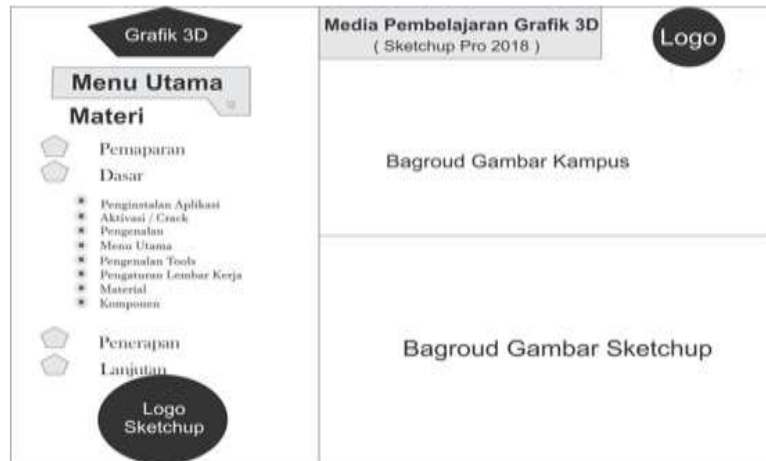 Grafik 3D
Menu Utama
Materi
Pemaparan
Dasar
Penginstalan Aplikasi
Aktivasi / Crack
Pengenalan
Menu Utama
Pengenalan Tools
Pengaturan Lembar Kerja
Material
Komponen
Penerapan
Lanjutan
Logo
Sketchup
Media Pembelajaran Grafik 3D
( Sketchup Pro 2018 )
Logo
Bagroud Gambar Kampus
Bagroud Gambar Sketchup